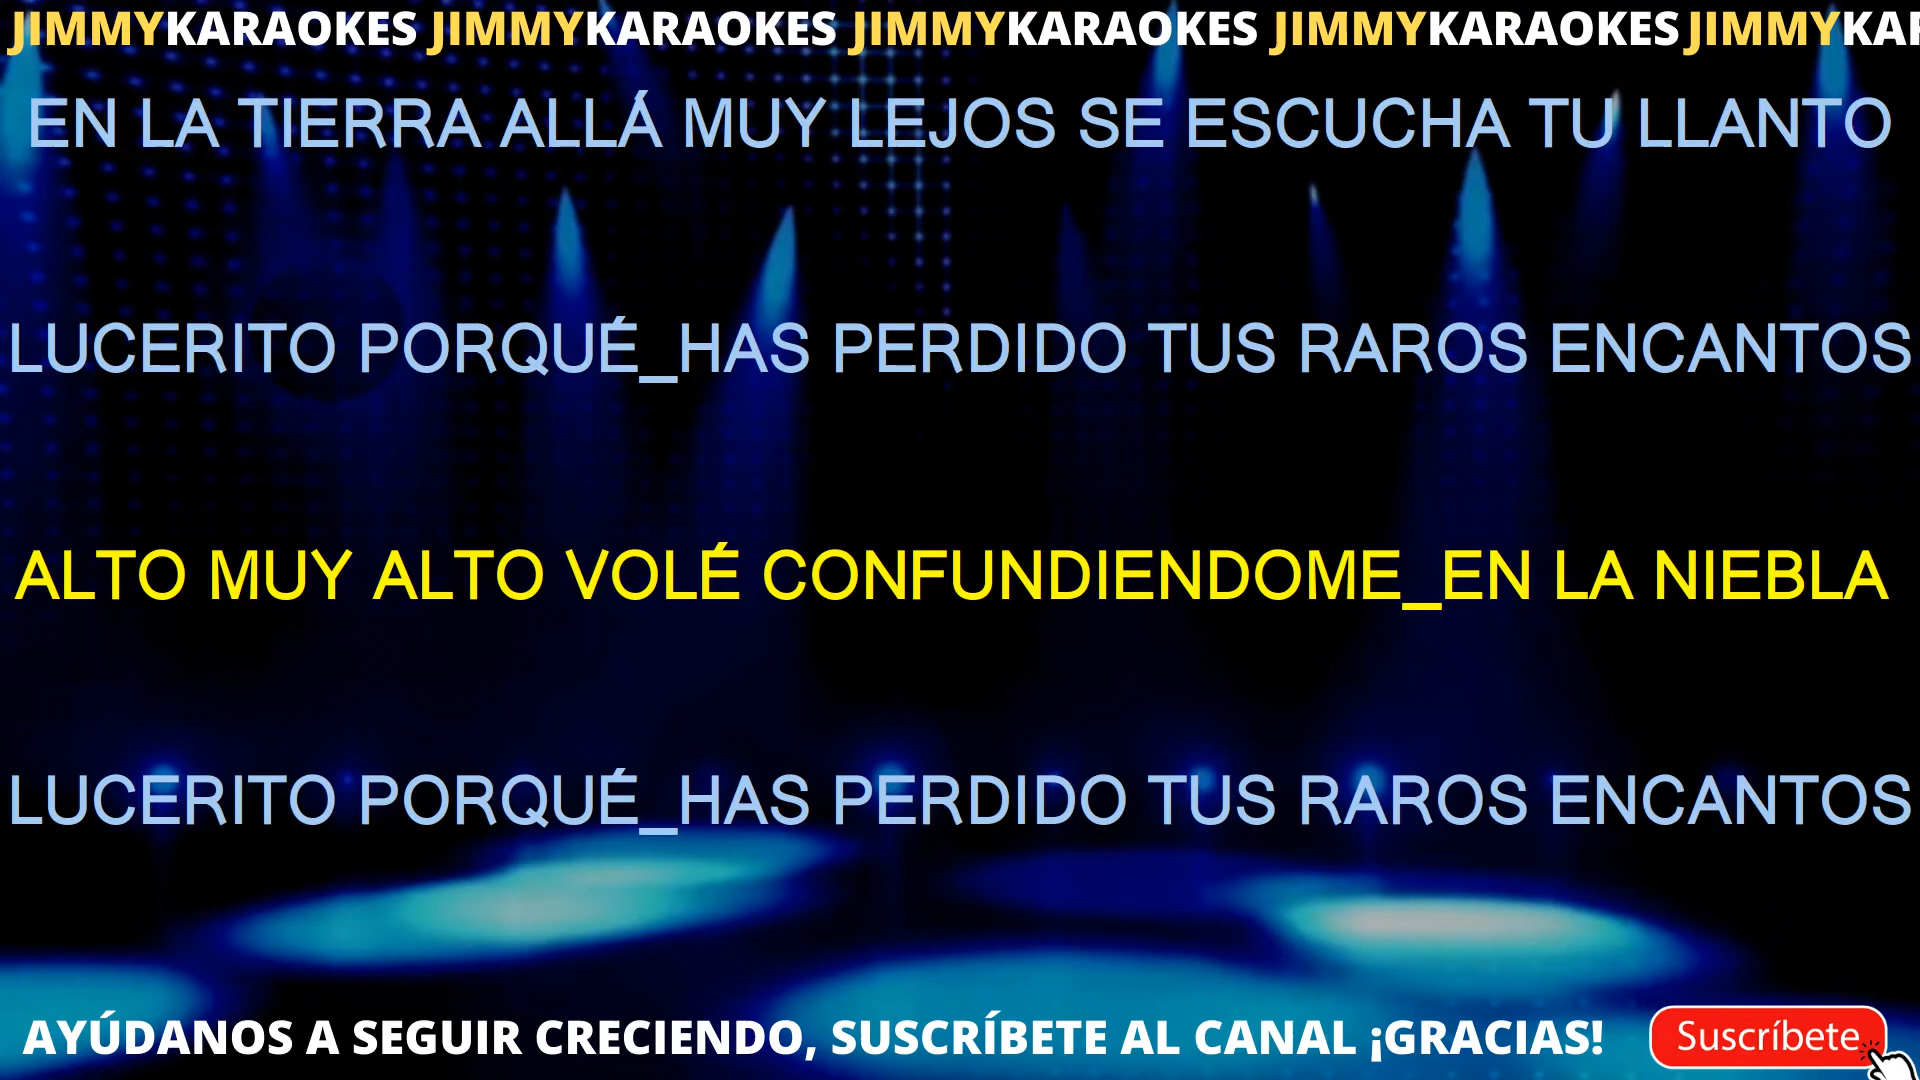 JIMMYKARAOKES JIMMYKARAOKES JIMMYKARAOKES JIMMYKARAOKES JIMMYKAR
EN LA TIERRA ALLÁ MUY LEJOS SE ESCUCHA TU LLANTO
LUCERITO PORQUÉ_HAS PERDIDO TUS RAROS ENCANTOS
ALTO MUY ALTO VOLÉ CONFUNDIENDOME_EN LA NIEBLA
LUCERITO PORQUÉ_HAS PERDIDO TUS RAROS ENCANTOS
AYÚDANOS A SEGUIR CRECIENDO, SUSCRÍBETE AL CANAL ¡GRACIAS! Suscríbete